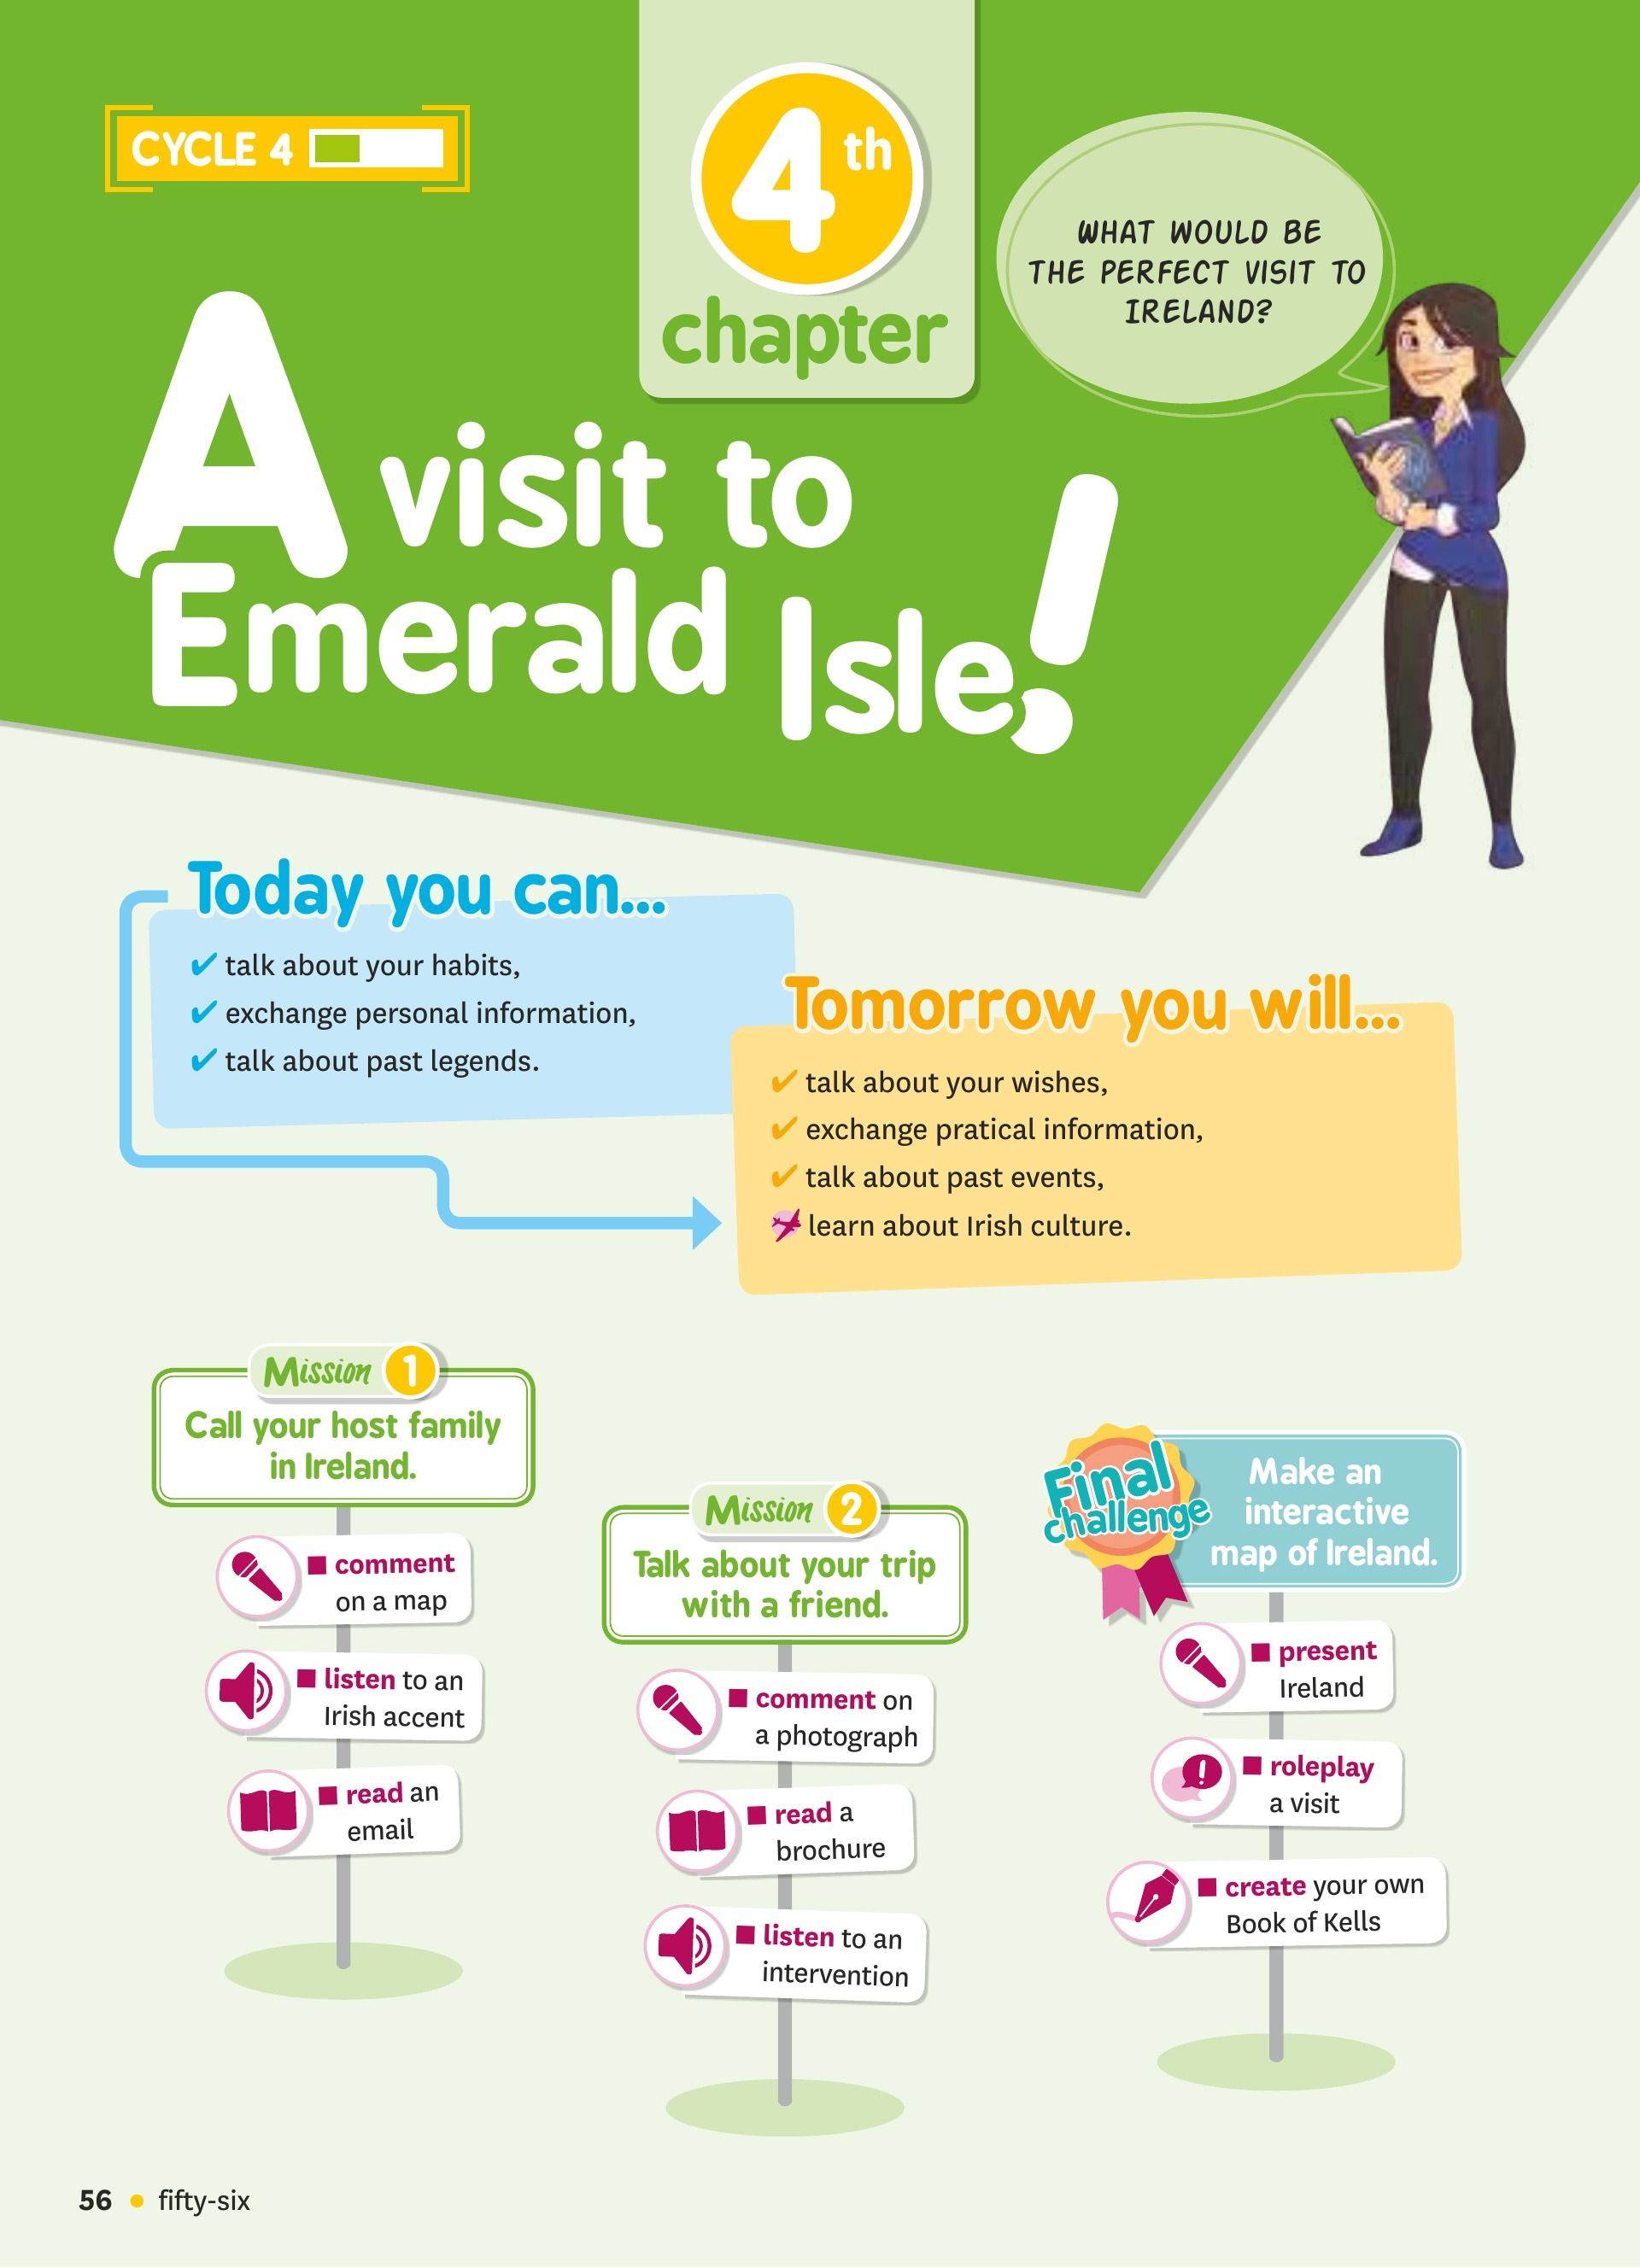 CYCLE 4
4th
chapter
WHAT WOULD BE
THE PERFECT VISIT TO
IRELAND?
A visit to
Emerald Isle!
Today you can...
✔ talk about your habits,
✔ exchange personal information,
✔ talk about past legends.
Tomorrow you will...
✔ talk about your wishes,
✔ exchange pratical information,
✔ talk about past events,
learn about Irish culture.
Mission 1
Call your host family
in Ireland.
■ comment
on a map
■ listen to an
Irish accent
■ read an
email
Mission 2
Talk about your trip
with a friend.
■ comment on
a photograph
■ read a
brochure
■ listen to an
intervention
Final
challenge
Make an
interactive
map of Ireland.
■ present
Ireland
■ roleplay
a visit
■ create your own
Book of Kells
56 • fifty-six